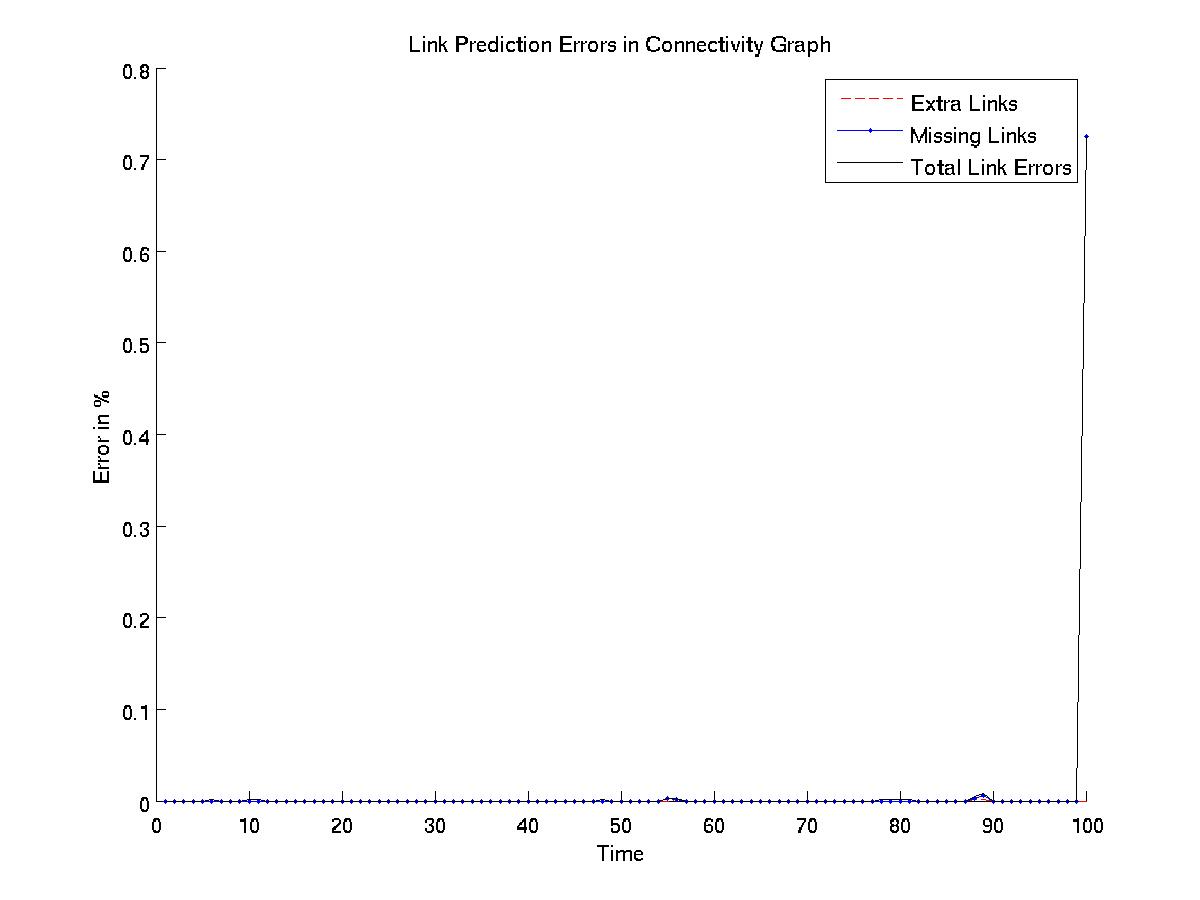 Link Prediction Errors in Connectivity Graph
0.8
0.7
0.6
0.5
0.4
0.3
0.2
0.1
0
Error in %
Extra Links
Missing Links
Total Link Errors
0 10 20 30 40 50 60 70 80 90 100
Time